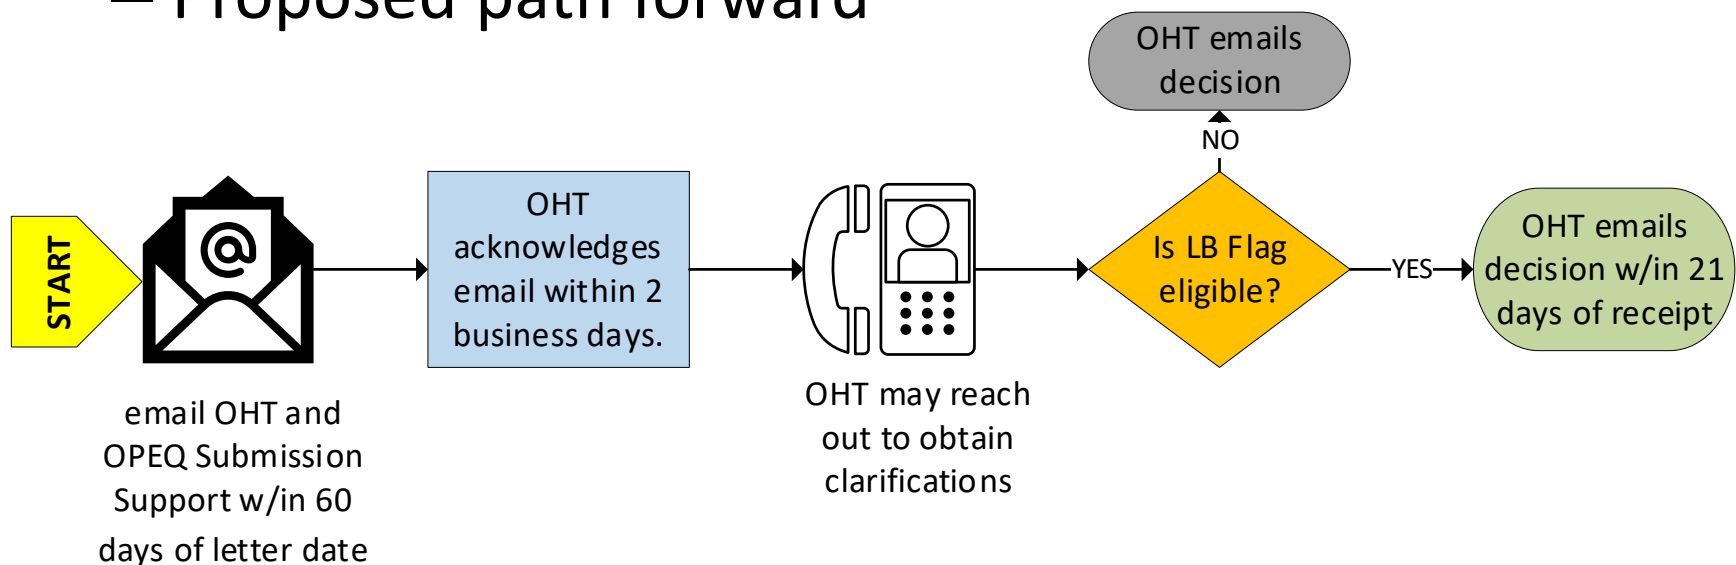 – Proposed path forward
START
email OHT and
OPEQ Submission
Support w/in 60
days of letter date
OHT
acknowledges
email within 2
business days.
OHT may reach
out to obtain
clarifications
Is LB Flag
eligible?
NO
OHT emails
decision
YES
OHT emails
decision w/in 21
days of receipt